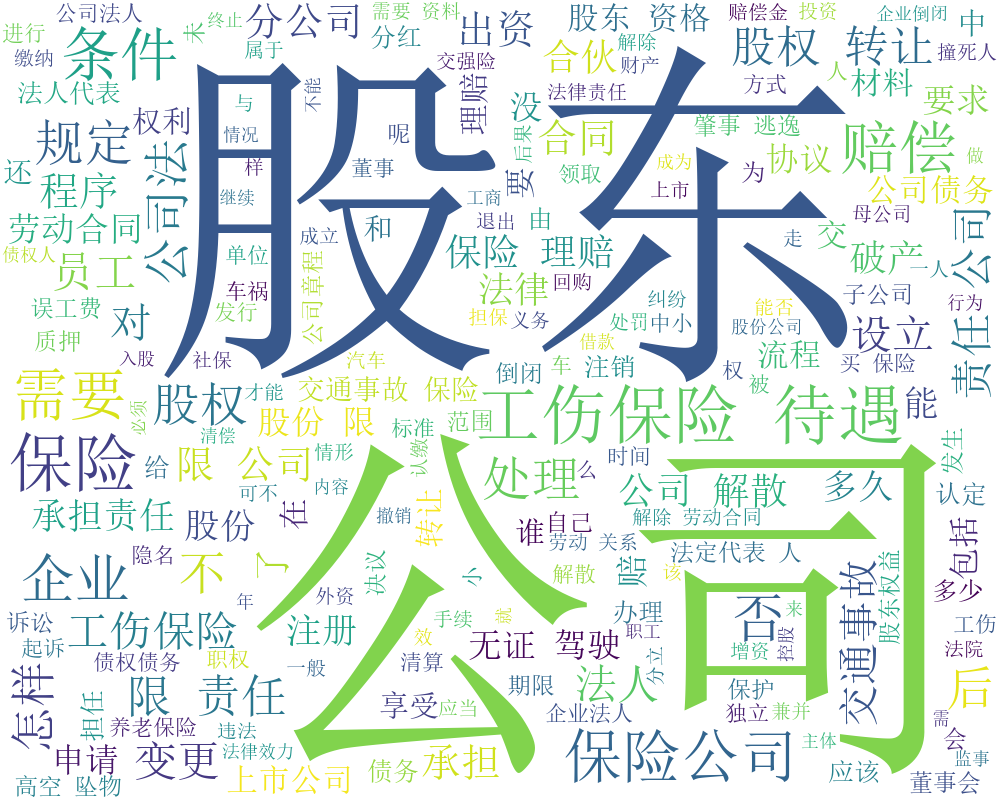 公司法人
终止
分公司
需要 资料
出资
股东 资格
赔偿金
投资
企业倒闭
中
进行
未
属于
分红
解除
股权 转让
撞死人
缴纳
条件
交强险
合伙
财产
方式
人
材料
法人代表
与
不能
理赔
没
法律责任
要求
权利
情况
呢
后果
合同
肇事 逃逸
规定
股东
赔偿
还
样
董事
要
领取
成为
协议
做
程序
公司法
继续
工商
上市
为
公司债务
劳动合同
和
退出
由
母公司
债权人
单位
成立
保险 理赔
走
交
破产
公司
员工
车祸
法律
回购
一人
误工费
发行
公司章程
担保
义务
纠纷
子公司
行为
对
处罚
中小
能否
股份公司
设立
责任
质押
入股
社保
汽车
借款
流程
需要
股权
才能
交通事故 保险
倒闭
车
注销
权
被
买 保险
必须
股份 限
标准
范围
工伤保险 待遇
能
清偿
保险
给
限 公司
情形
认缴
处理
么
时间
发生
可不
内容
公司 解散
多久
认定
承担责任
股份
在
撤销
转让
谁
自己
解除 劳动合同
包括
隐名
公司
劳动 关系
赔
法定代表 人
企业
不了
决议
小
解散
该
交通事故
股东权益
多少
年
外资
手续
就
办理
否
来
工伤
诉讼
工伤保险
注册
效
无证 驾驶
职工
增资
控股
法院
起诉
债权债务
职权
一般
清算
分立
怎样
限 责任
期限
法人
保护
后
担任
享受
应当
企业法人
独立
兼并
需
养老保险
违法
会
申请
变更
法律效力
承担
保险公司
主体
监事
高空 坠物
上市公司
债务
应该
董事会